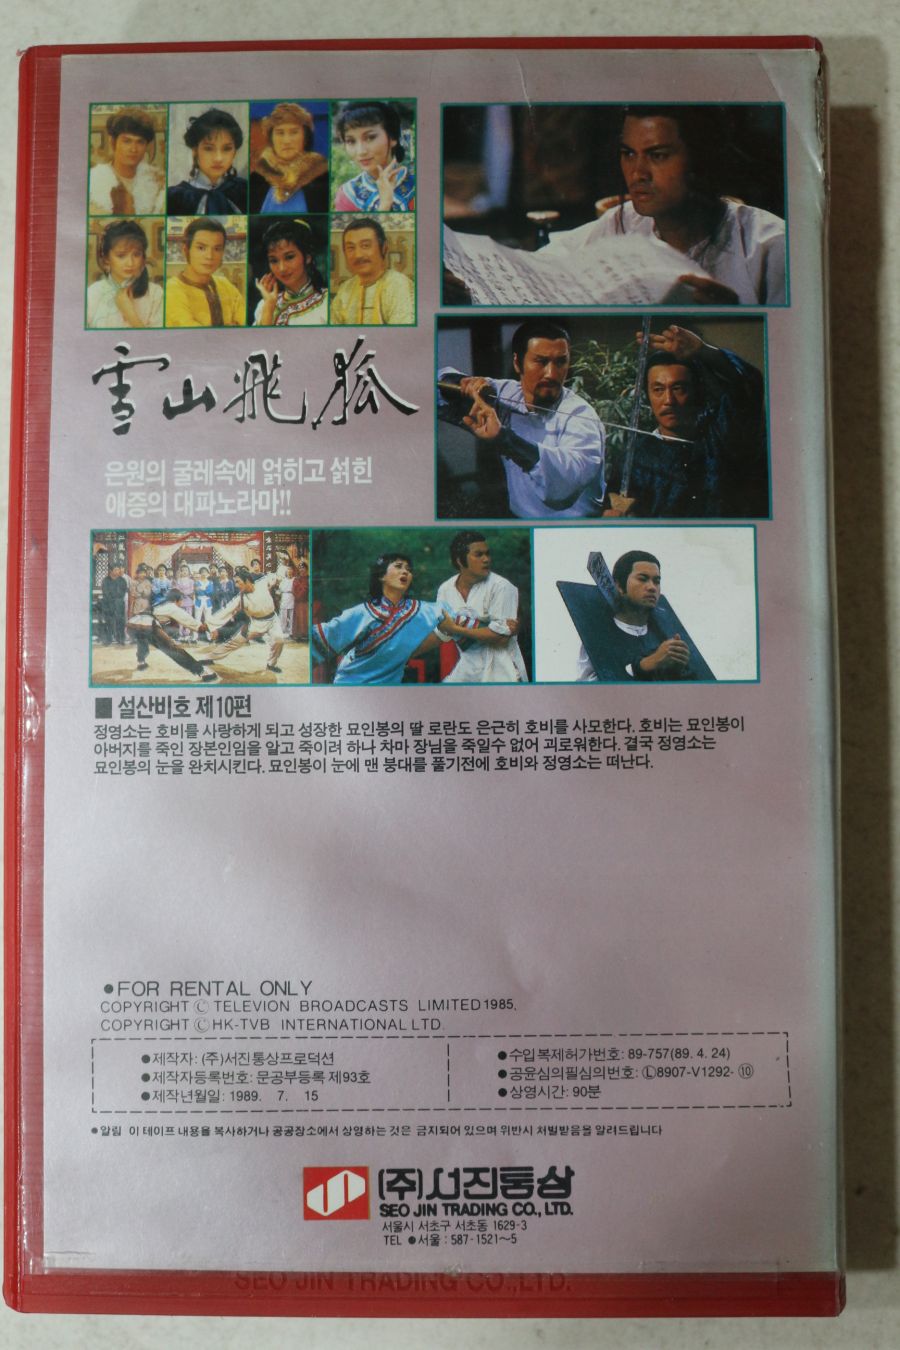 雪山飛狐
은원의 굴레속에 얽히고 설힌
애증의 대파노라마!!
■ 설산비호 제10편
정영소는 호비를 사랑하게 되고 성장한 묘인봉의 딸 로란도 은근히 호비를 사모한다. 호비는 묘인봉이
아버지를 죽인 장본인임을 알고 죽이려 하나 차마 장님을 죽일수 없어 괴로워한다. 결국 정영소는
묘인봉의 눈을 완치시킨다. 묘인봉이 눈에 맨 붕대를 풀기전에 호비와 정영소는 떠난다.
●FOR RENTAL ONLY
COPYRIGHT Ⓒ TELEVION BROADCASTS LIMITED 1985.
COPYRIGHT Ⓒ HK-TVB INTERNATIONAL LTD.
●제작자: (주)서진통상프로덕션
●제작자등록번호: 문공부등록 제93호
●제작년월일: 1989. 7. 15
●수입복제허가번호: 89-757(89. 4. 24)
●공윤심의필심의번호: Ⓛ8907-V1292-⑩
●상영시간: 90분
●알림 이 테이프 내용을 복사하거나 공공장소에서 상영하는 것은 금지되어 있으며 위반시 처벌받음을 알려드립니다
(주)서진통상
SEO JIN TRADING CO., LTD.
서울시 서초구 서초동 1629-3
TEL ●서울 : 587-1521～5
SEO JIN TRADING CO., LTD.